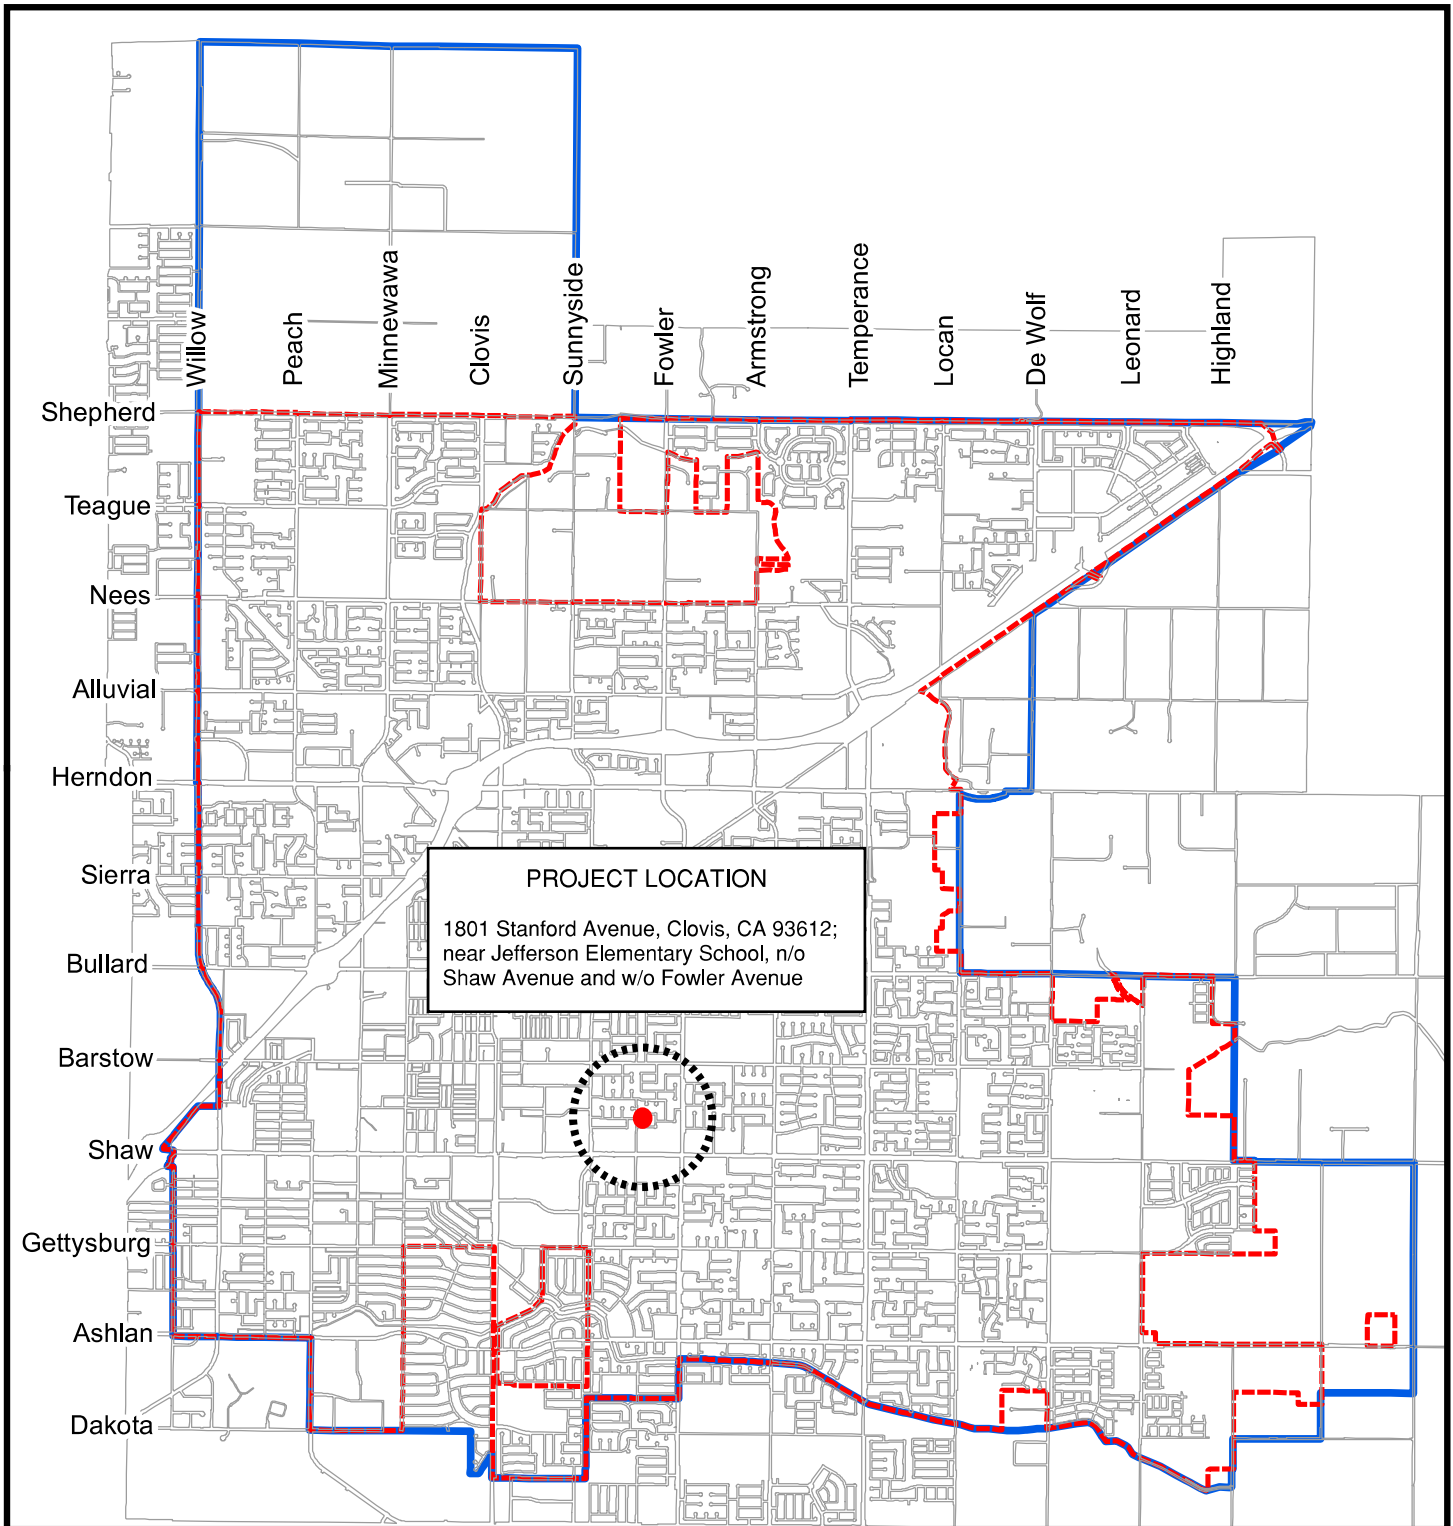 Willow
Peach
Minnewawa
Clovis
Sunnyside
Fowler
Armstrong
Temperance
Locan
De Wolf
Leonard
Highland
Shepherd
Teague
Nees
Alluvial
Herndon
Sierra
Bullard
Barstow
Shaw
Gettysburg
Ashlan
Dakota
PROJECT LOCATION
1801 Stanford Avenue, Clovis, CA 93612;
near Jefferson Elementary School, n/o
Shaw Avenue and w/o Fowler Avenue